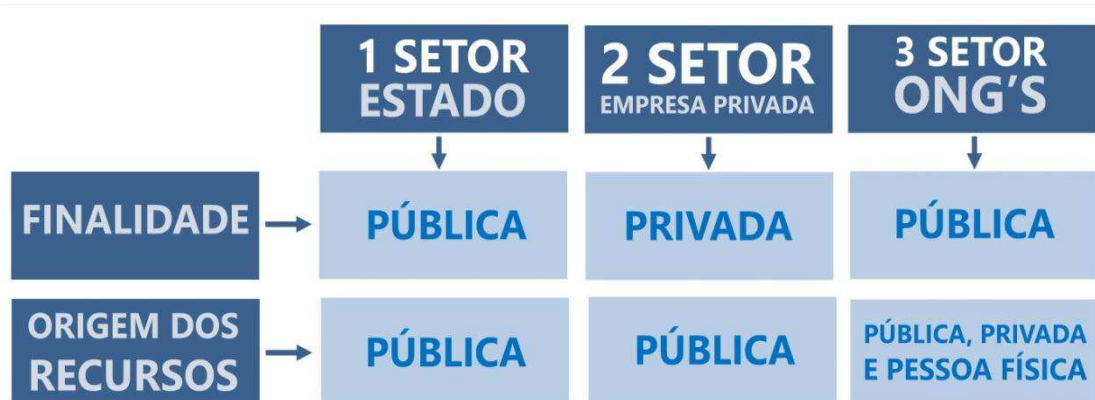 1 SETOR
ESTADO
2 SETOR
EMPRESA PRIVADA
3 SETOR
ONG'S
FINALIDADE
PÚBLICA
PRIVADA
PÚBLICA
ORIGEM DOS
RECURSOS
PÚBLICA
PÚBLICA
PÚBLICA, PRIVADA
E PESSOA FÍSICA